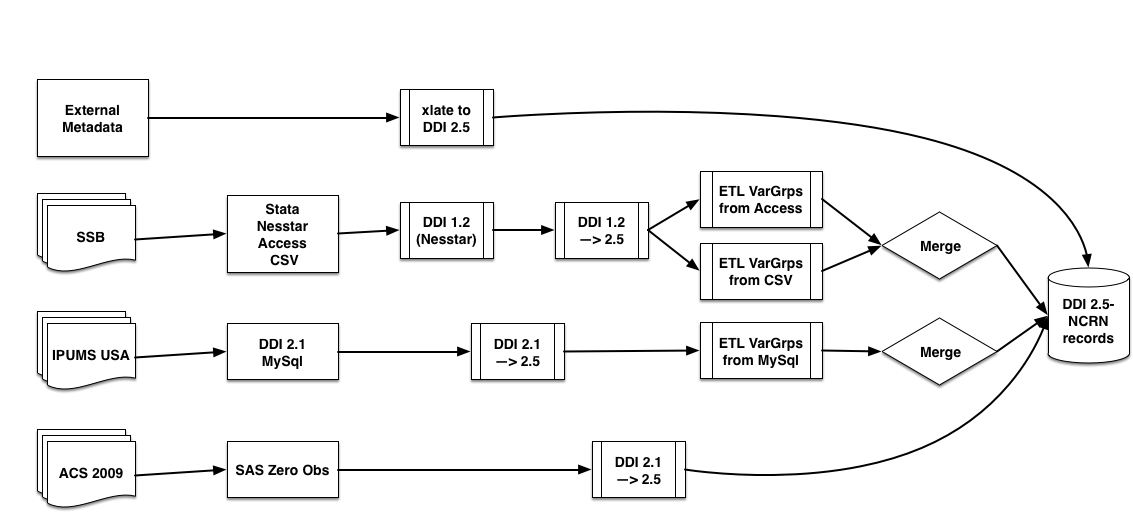 External
Metadata
xlate to
DDI 2.5
SSB
Stata
Nesstar
Access
CSV
DDI 1.2
(Nesstar)
DDI 1.2
—> 2.5
ETL VarGrps
from Access
ETL VarGrps
from CSV
Merge
DDI 2.5-
NCRN
records
IPUMS USA
DDI 2.1
MySql
DDI 2.1
—> 2.5
ETL VarGrps
from MySql
Merge
ACS 2009
SAS Zero Obs
DDI 2.1
—> 2.5